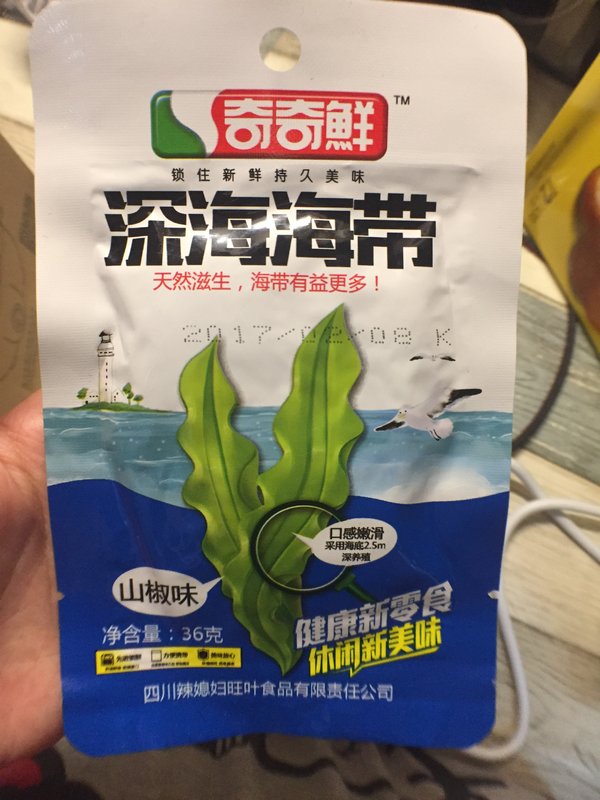 奇奇鮮 TM
锁住新鲜持久美味
深海海带
天然滋生,海带有益更多!
2017/02/08 K
口感嫩滑
采用海底2.5m
深养殖
山椒味
净含量:36克
健康新零食
休闲新美味
四川辣媳妇旺叶食品有限责任公司